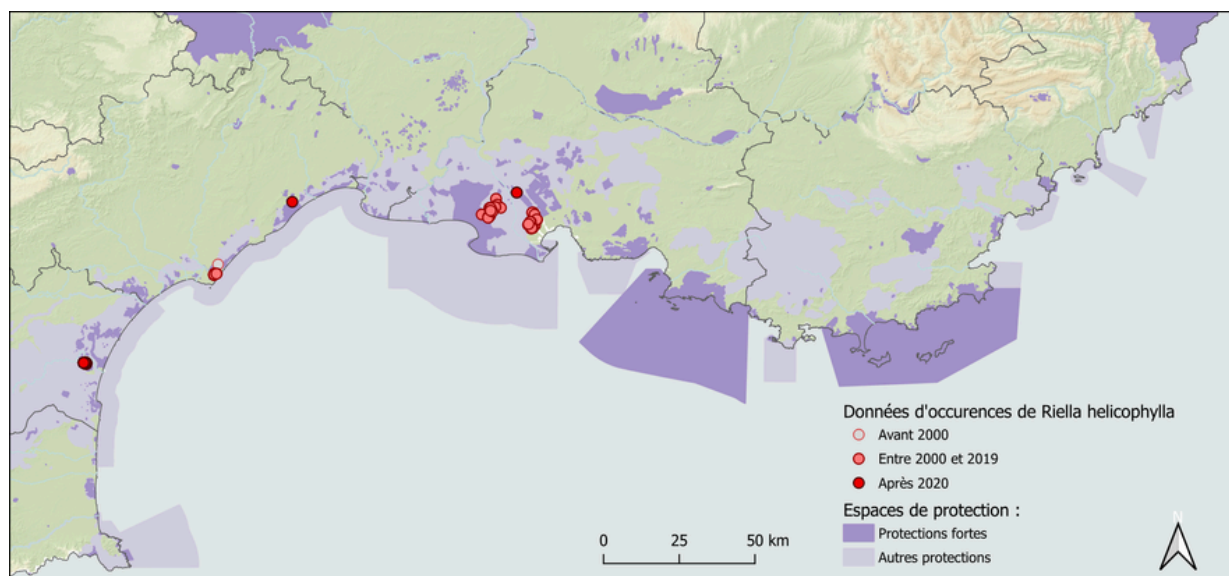 Données d'occurences de Riella helicophylla
Avant 2000
Entre 2000 et 2019
Après 2020
Espaces de protection :
Protections fortes
Autres protections
0 25 50 km
N